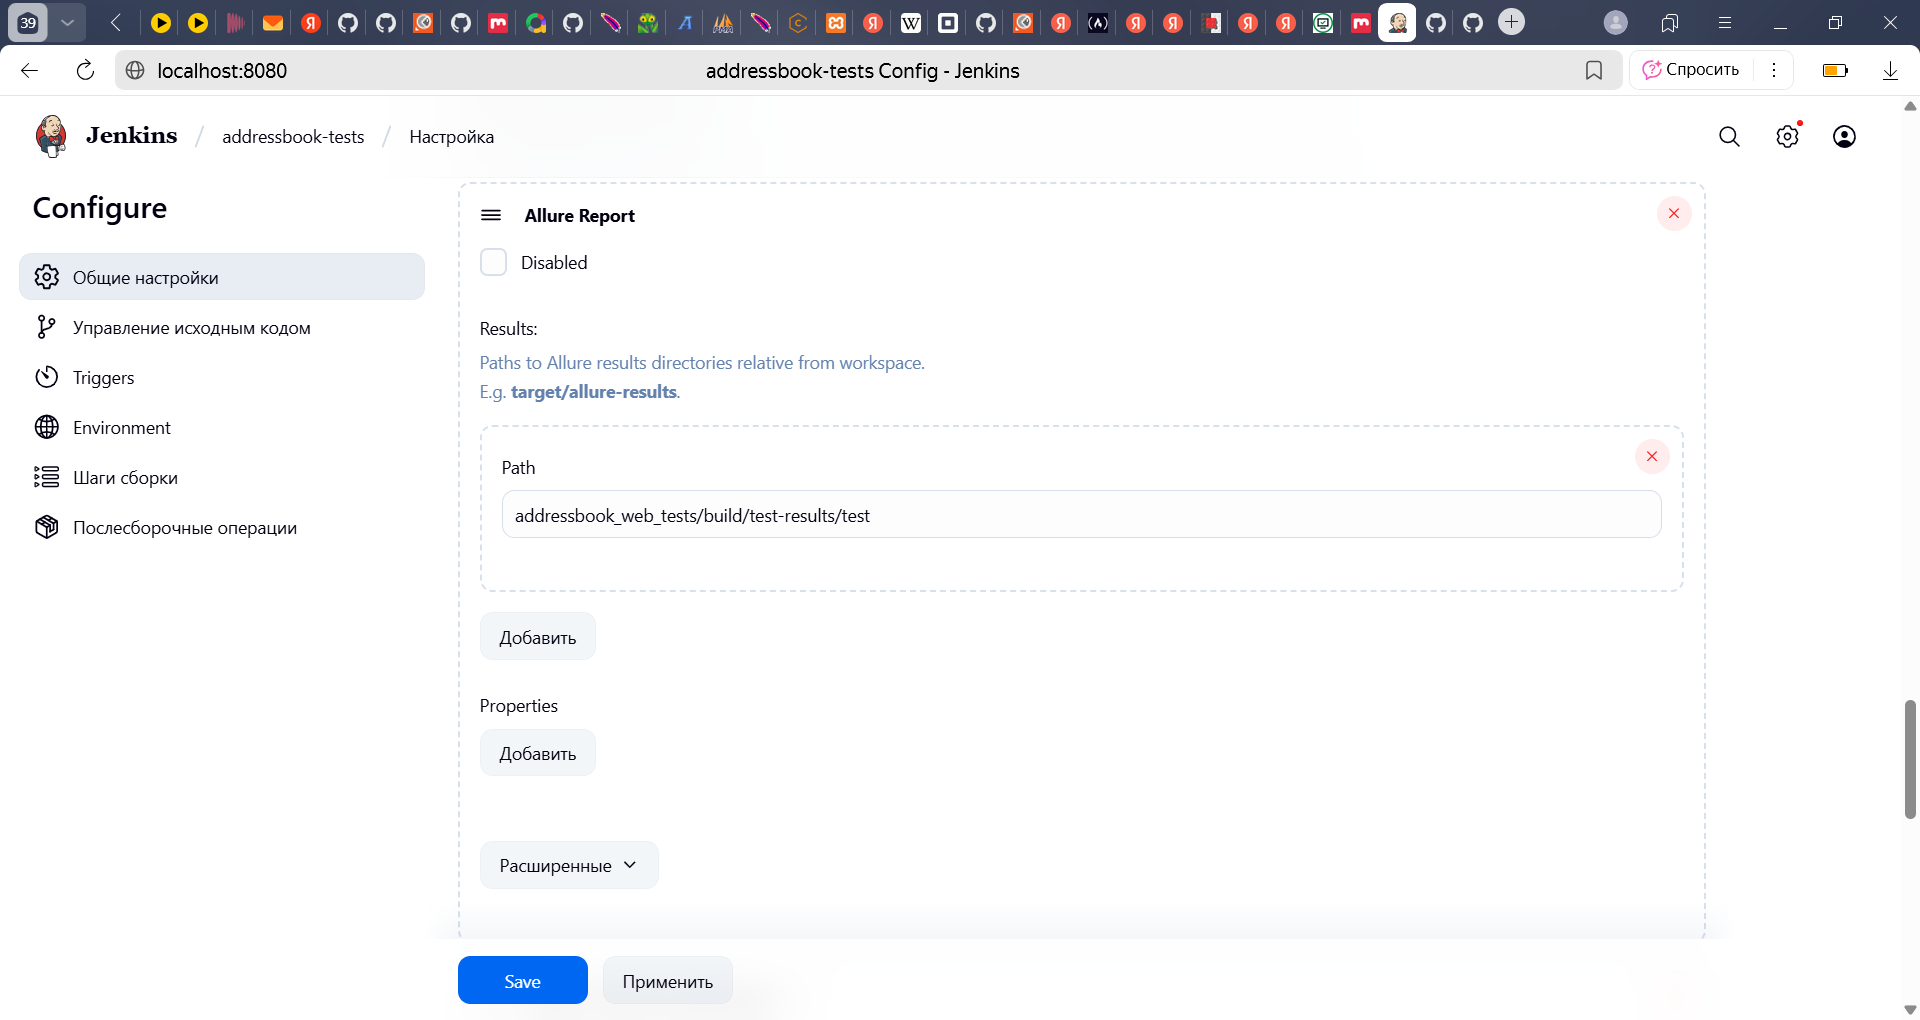 39
localhost:8080
addressbook-tests Config - Jenkins
Спросить
Jenkins / addressbook-tests / Настройка
Configure
Общие настройки
Управление исходным кодом
Triggers
Environment
Шаги сборки
Послесборочные операции
Allure Report
Disabled
Results:
Paths to Allure results directories relative from workspace.
E.g. target/allure-results.
Path
addressbook_web_tests/build/test-results/test
Добавить
Properties
Добавить
Расширенные
Save
Применить